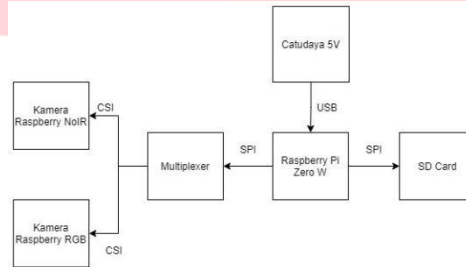 Catudaya 5V
USB
Kamera
Raspberry NoIR
CSI
Multiplexer
SPI
Raspberry Pi
Zero W
SPI
SD Card
Kamera
Raspberry RGB
CSI